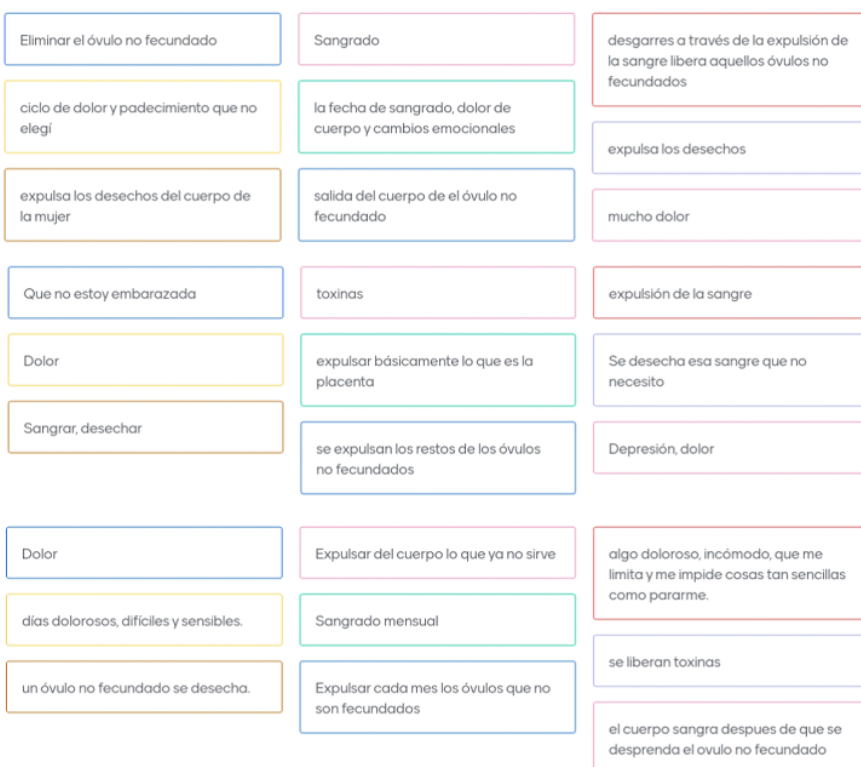 Eliminar el óvulo no fecundado
ciclo de dolor y padecimiento que no
elegí
expulsa los desechos del cuerpo de
la mujer
Sangrado
la fecha de sangrado, dolor de
cuerpo y cambios emocionales
salida del cuerpo de el óvulo no
fecundado
desgarres a través de la expulsión de
la sangre libera aquellos óvulos no
fecundados
expulsa los desechos
mucho dolor
Que no estoy embarazada
Dolor
Sangrar, desechar
toxinas
expulsar básicamente lo que es la
placenta
se expulsan los restos de los óvulos
no fecundados
expulsión de la sangre
Se desecha esa sangre que no
necesito
Depresión, dolor
Dolor
días dolorosos, difíciles y sensibles.
un óvulo no fecundado se desecha.
Expulsar del cuerpo lo que ya no sirve
Sangrado mensual
Expulsar cada mes los óvulos que no
son fecundados
algo doloroso, incómodo, que me
limita y me impide cosas tan sencillas
como pararme.
se liberan toxinas
el cuerpo sangra despues de que se
desprenda el ovulo no fecundado